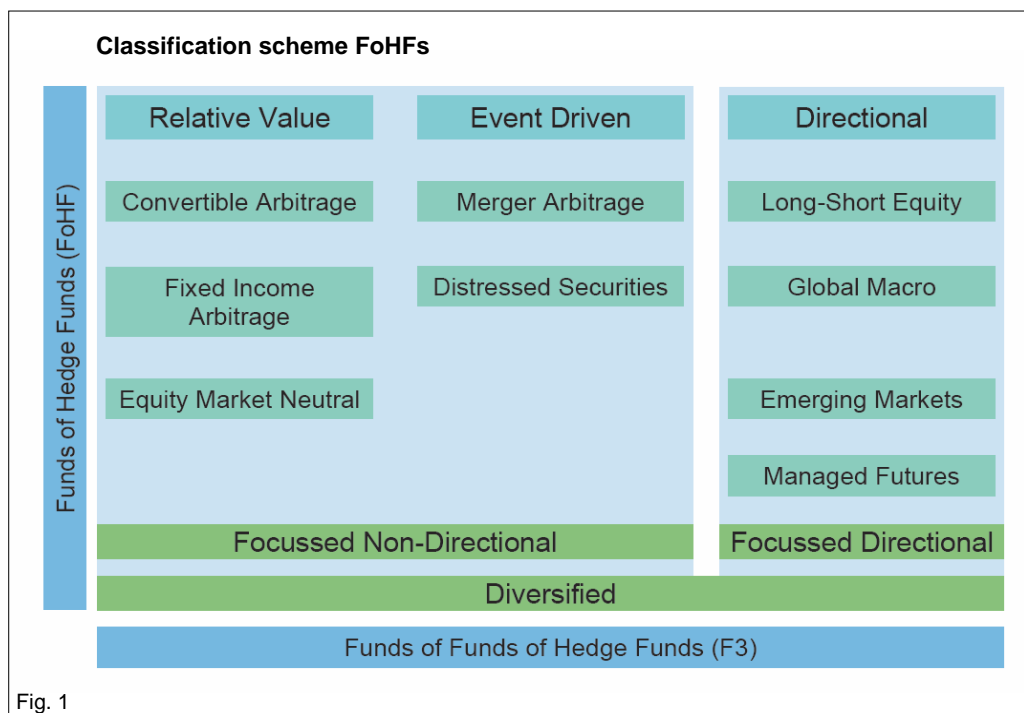 Classification scheme FoHFs
Funds of Hedge Funds (FoHF)
Relative Value
Convertible Arbitrage
Fixed Income
Arbitrage
Equity Market Neutral
Event Driven
Merger Arbitrage
Distressed Securities
Focussed Non-Directional
Directional
Long-Short Equity
Global Macro
Emerging Markets
Managed Futures
Focussed Directional
Diversified
Funds of Funds of Hedge Funds (F3)
Fig. 1